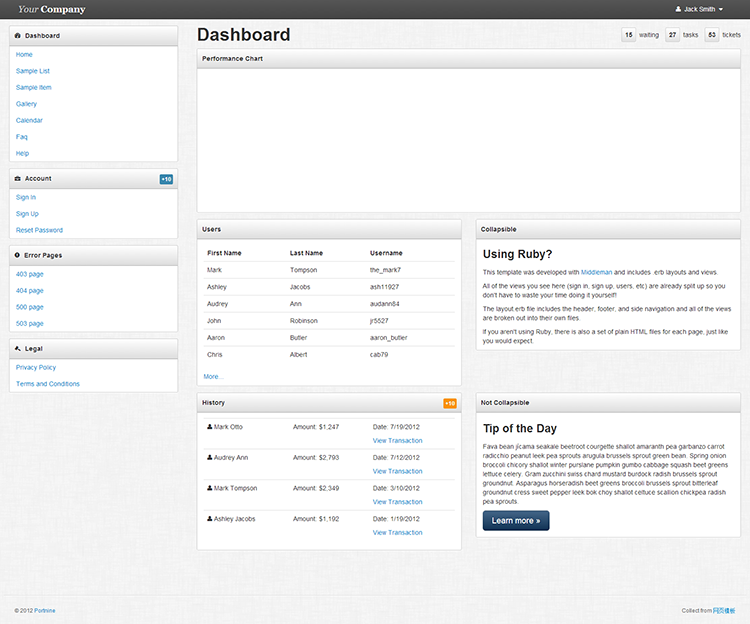 Your Company
Jack Smith
Dashboard
Home
Sample List
Sample Item
Gallery
Calendar
Faq
Help
Account +10
Sign In
Sign Up
Reset Password
Error Pages
403 page
404 page
500 page
503 page
Legal
Privacy Policy
Terms and Conditions
Dashboard
15 waiting 27 tasks 53 tickets
Performance Chart
Users
First Name Last Name Username
Mark Tompson the_mark7
Ashley Jacobs ash11927
Audrey Ann audann84
John Robinson jr5527
Aaron Butler aaron_butler
Chris Albert cab79
More...
Collapsible
Using Ruby?
This template was developed with Middleman and includes .erb layouts and views.
All of the views you see here (sign in, sign up, users, etc) are already split up so you
don't have to waste your time doing it yourself!
The layout.erb file includes the header, footer, and side navigation and all of the views
are broken out into their own files.
If you aren't using Ruby, there is also a set of plain HTML files for each page, just like
you would expect.
History +10
Mark Otto Amount: $1,247 Date: 7/19/2012
View Transaction
Audrey Ann Amount: $2,793 Date: 7/12/2012
View Transaction
Mark Tompson Amount: $2,349 Date: 3/10/2012
View Transaction
Ashley Jacobs Amount: $1,192 Date: 1/19/2012
View Transaction
Not Collapsible
Tip of the Day
Fava bean jícama seakale beetroot courgette shallot amaranth pea garbanzo carrot
radicchio peanut leek pea sprouts arugula brussels sprout green bean. Spring onion
broccoli chicory shallot winter purslane pumpkin gumbo cabbage squash beet greens
lettuce celery. Gram zucchini swiss chard mustard burdock radish brussels sprout
groundnut. Asparagus horseradish beet greens broccoli brussels sprout bitterleaf
groundnut cress sweet pepper leek bok choy shallot celtuce scallion chickpea radish
pea sprouts.
Learn more »
© 2012 Portnine
Collect from 网页模板